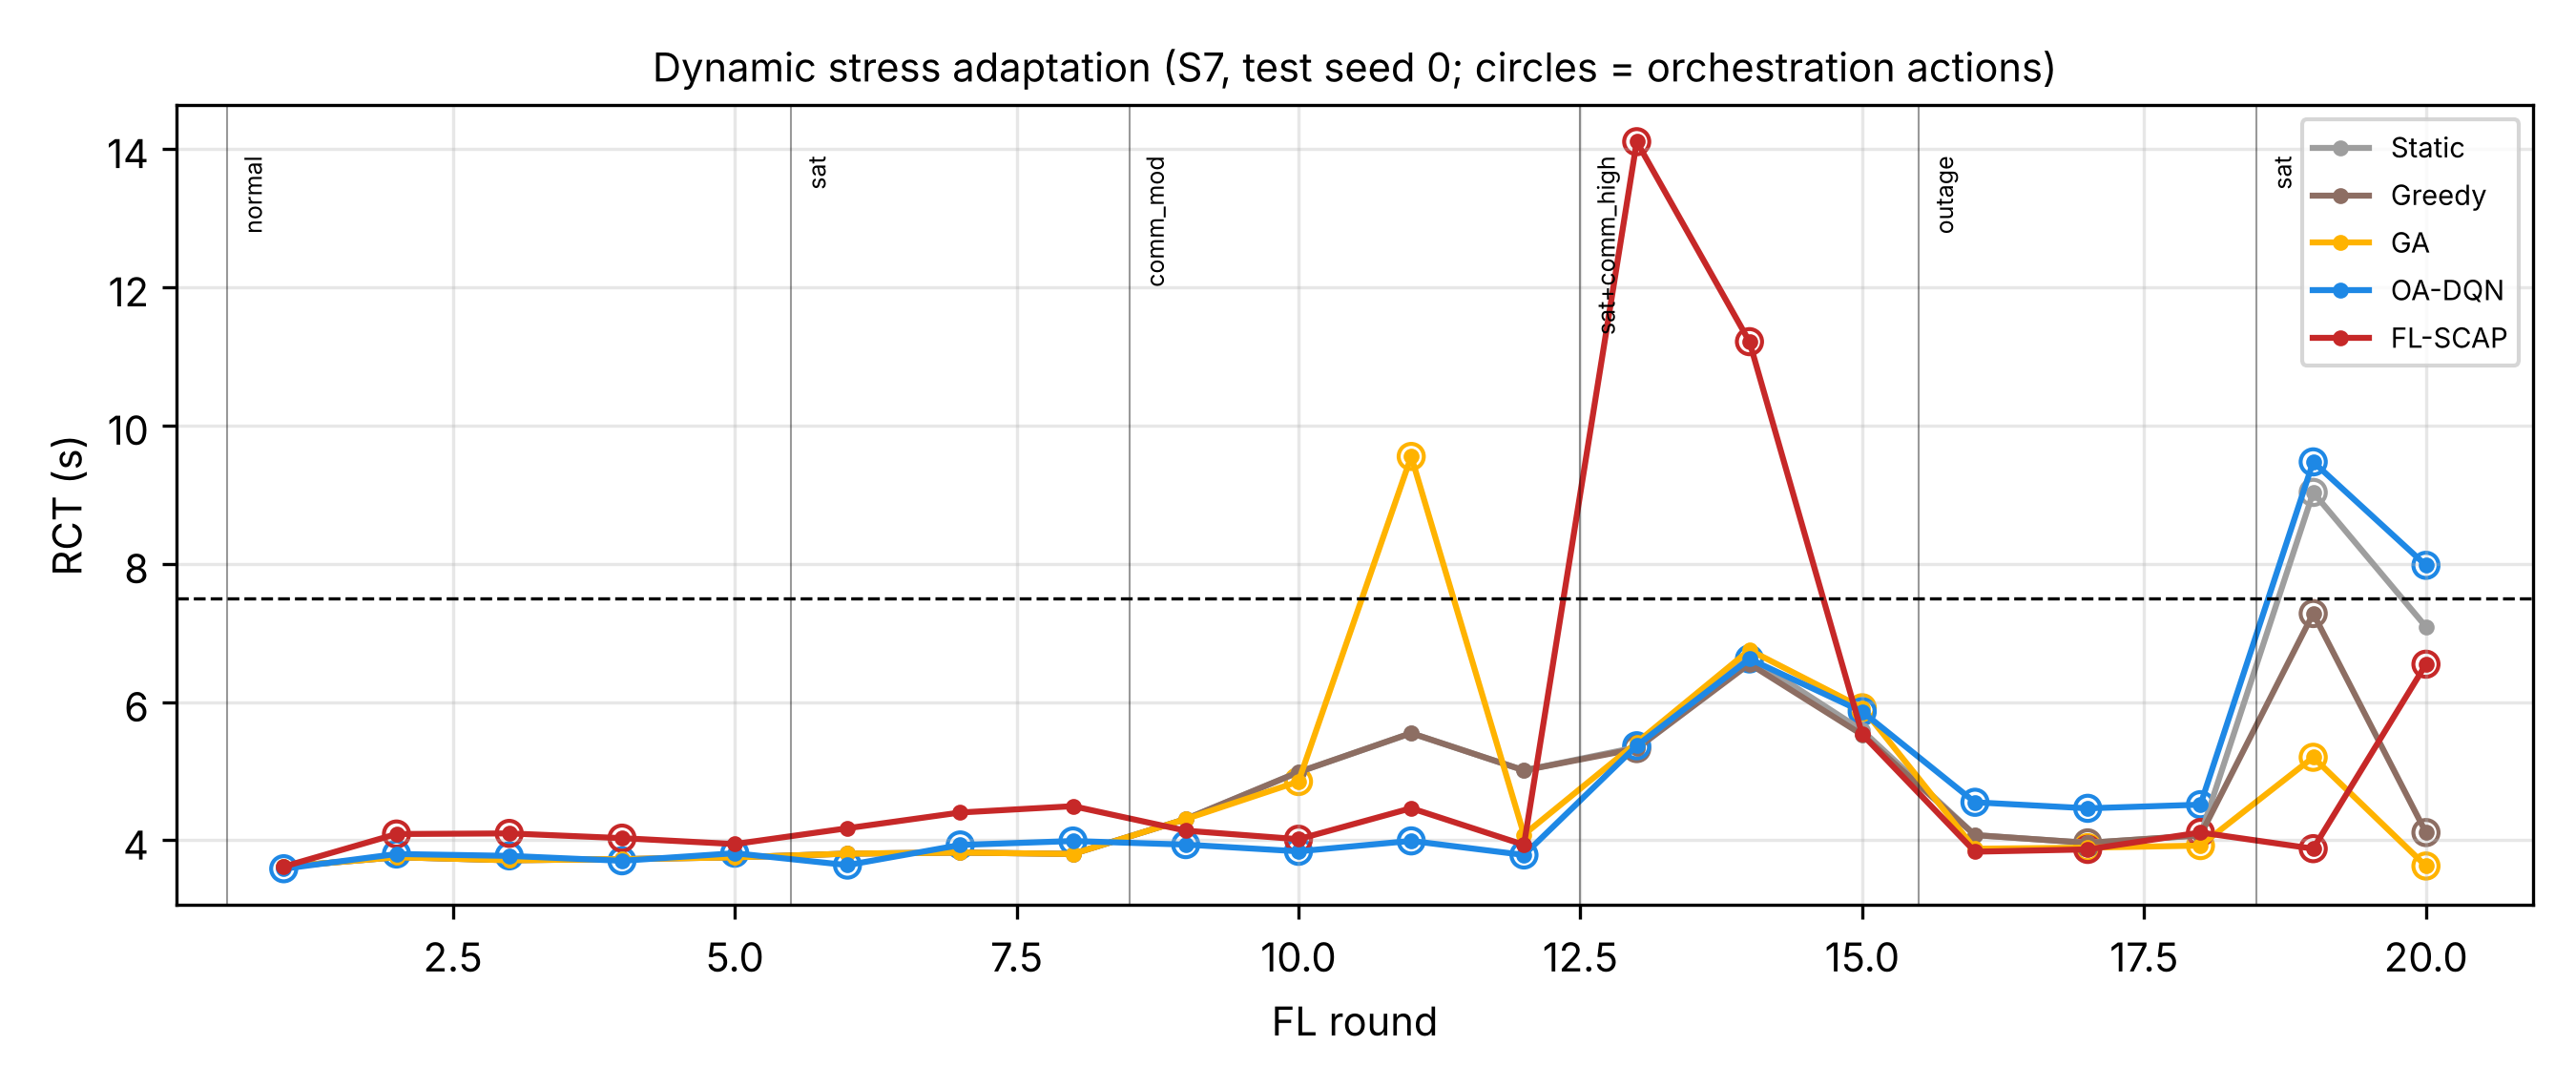 Dynamic stress adaptation (S7, test seed 0; circles = orchestration actions)
14
12
10
8
6
4
RCT (s)
normal
sat
comm_mod
sat+comm_high
outage
sat
Static
Greedy
GA
OA-DQN
FL-SCAP
2.5
5.0
7.5
10.0
12.5
15.0
17.5
20.0
FL round